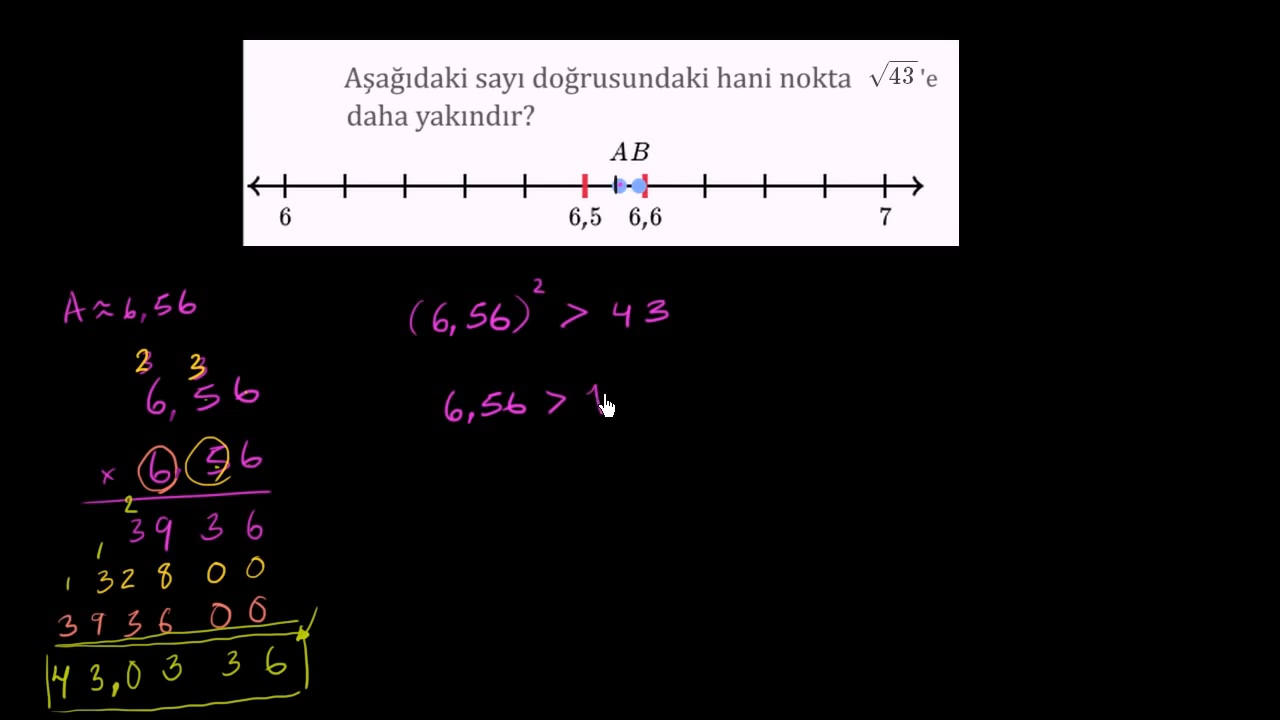 Aşağıdaki sayı doğrusundaki hani nokta √43'e
daha yakındır?
A B
6 6,5 6,6 7
A ≈ 6,56
(6,56)² > 43
6,56 >
2 3
6,56
× 6,56
2
3936
1
1 32800
393600
43,0336